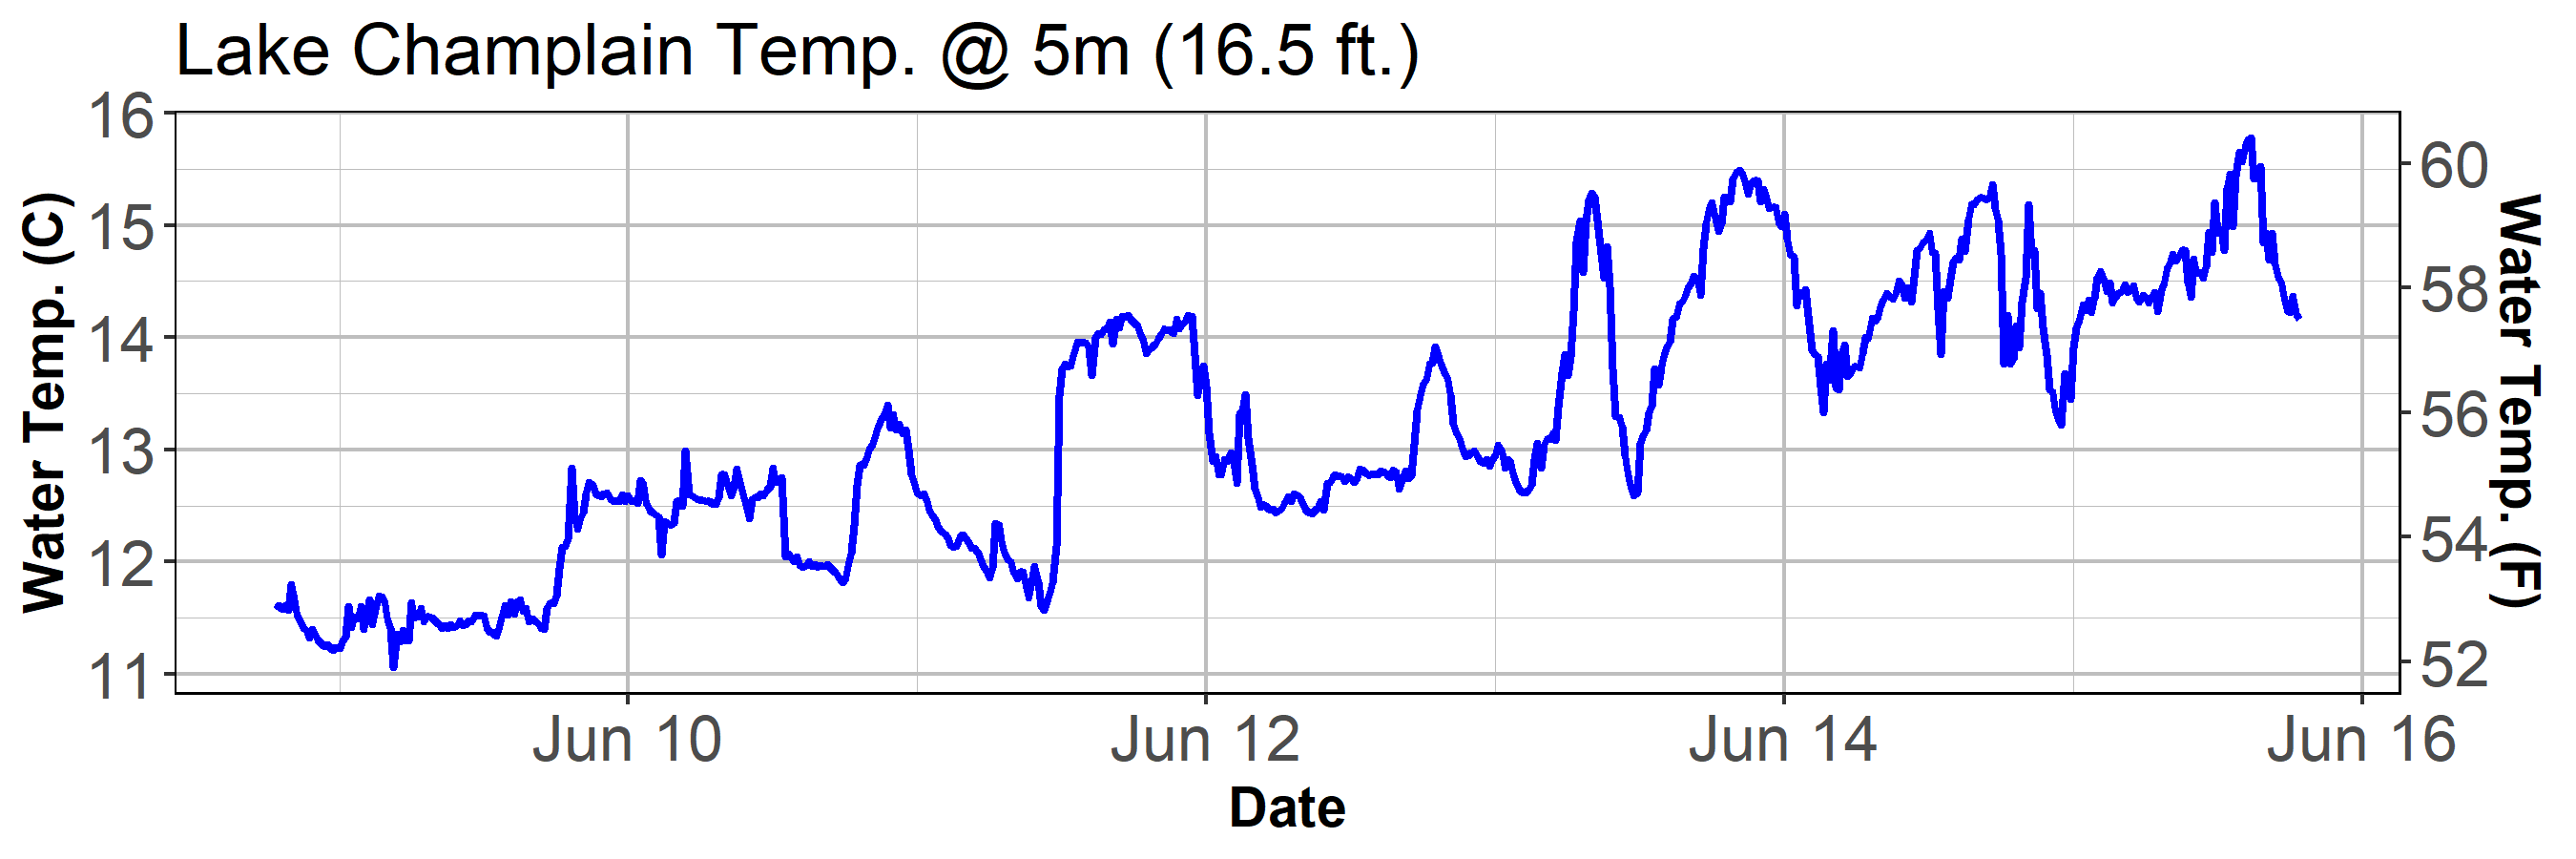 Lake Champlain Temp. @ 5m (16.5 ft.)
16
15
14
13
12
11
Water Temp. (C)
60
58
56
54
52
Water Temp. (F)
Jun 10 Jun 12 Jun 14 Jun 16
Date